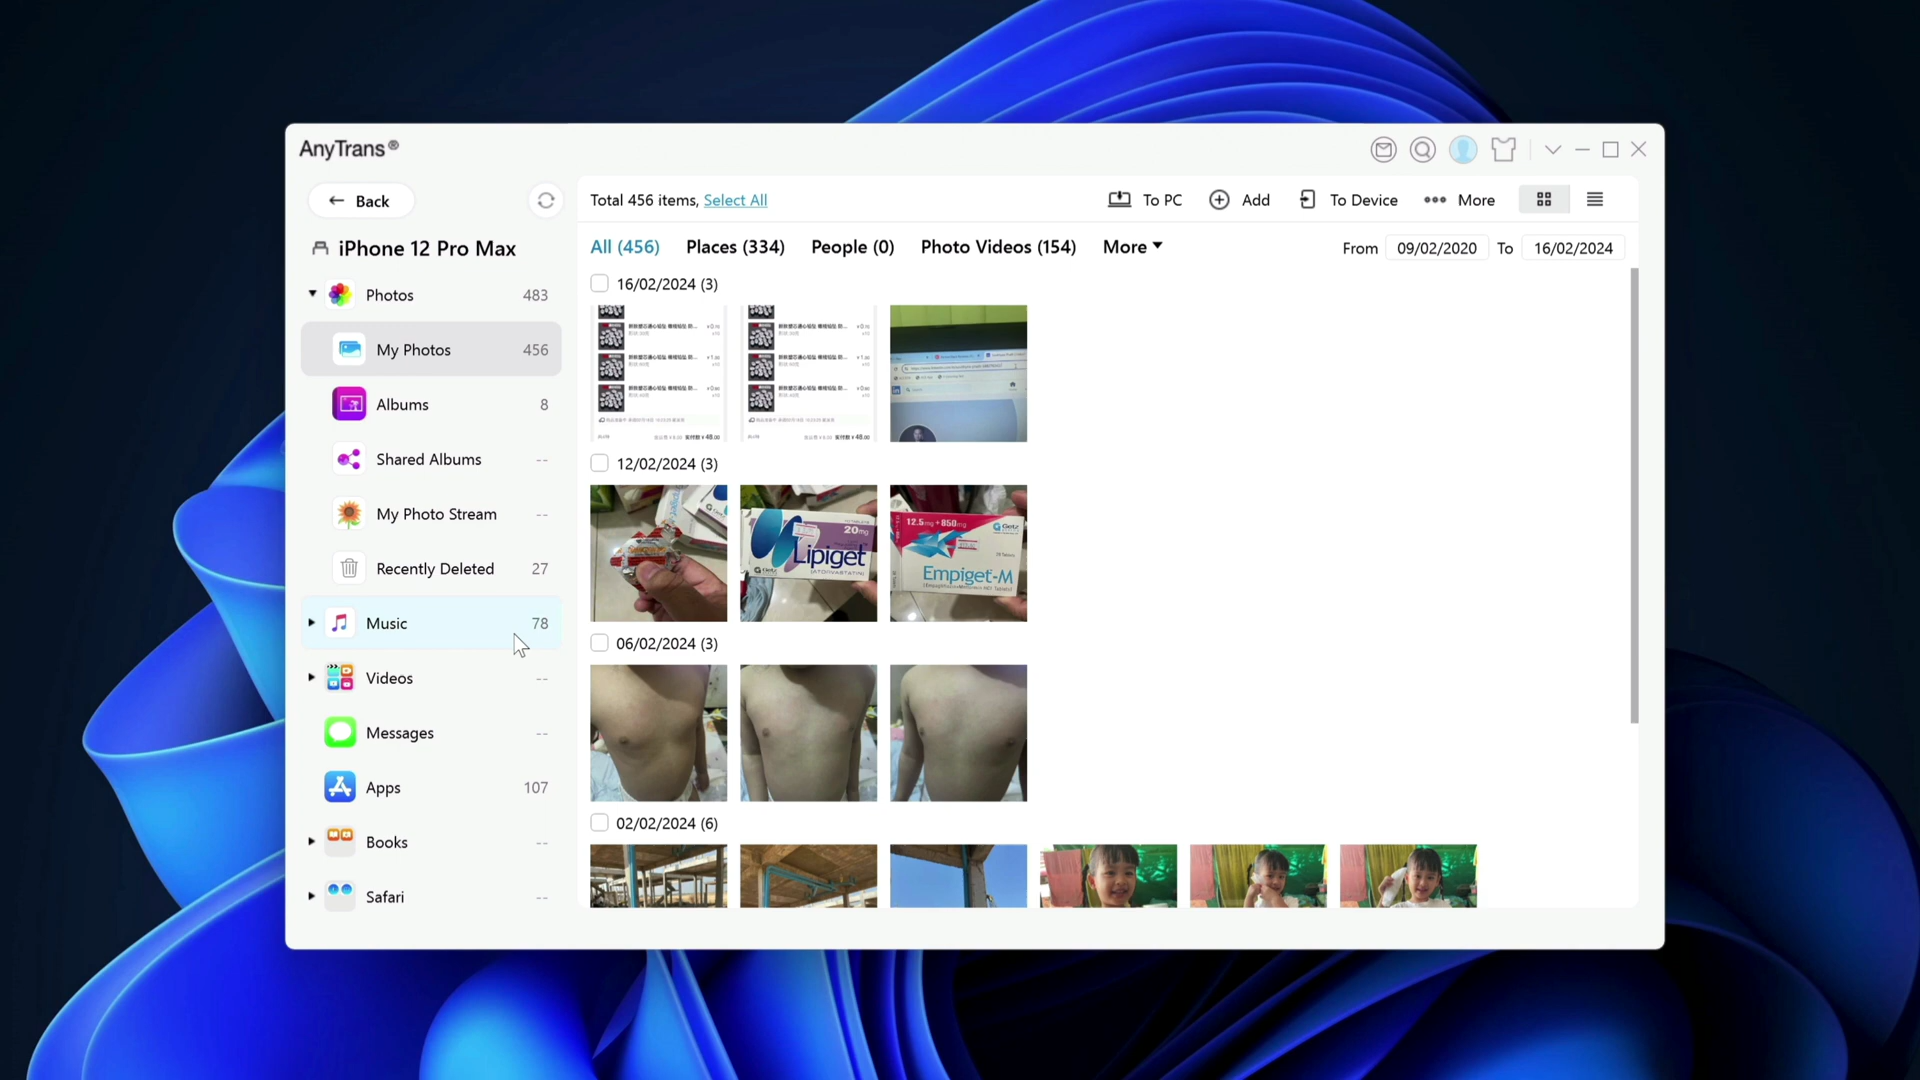 AnyTrans®
Back
Total 456 items, Select All
To PC
Add
To Device
More
iPhone 12 Pro Max
All (456)
Places (334)
People (0)
Photo Videos (154)
More
From 09/02/2020 To 16/02/2024
Photos 483
My Photos 456
Albums 8
Shared Albums --
My Photo Stream --
Recently Deleted 27
Music 78
Videos --
Messages --
Apps 107
Books --
Safari --
16/02/2024 (3)
12/02/2024 (3)
20mg
Lipiget
(ATORVASTATIN)
Getz
12.5mg + 850mg
Getz
Empiget-M
06/02/2024 (3)
02/02/2024 (6)